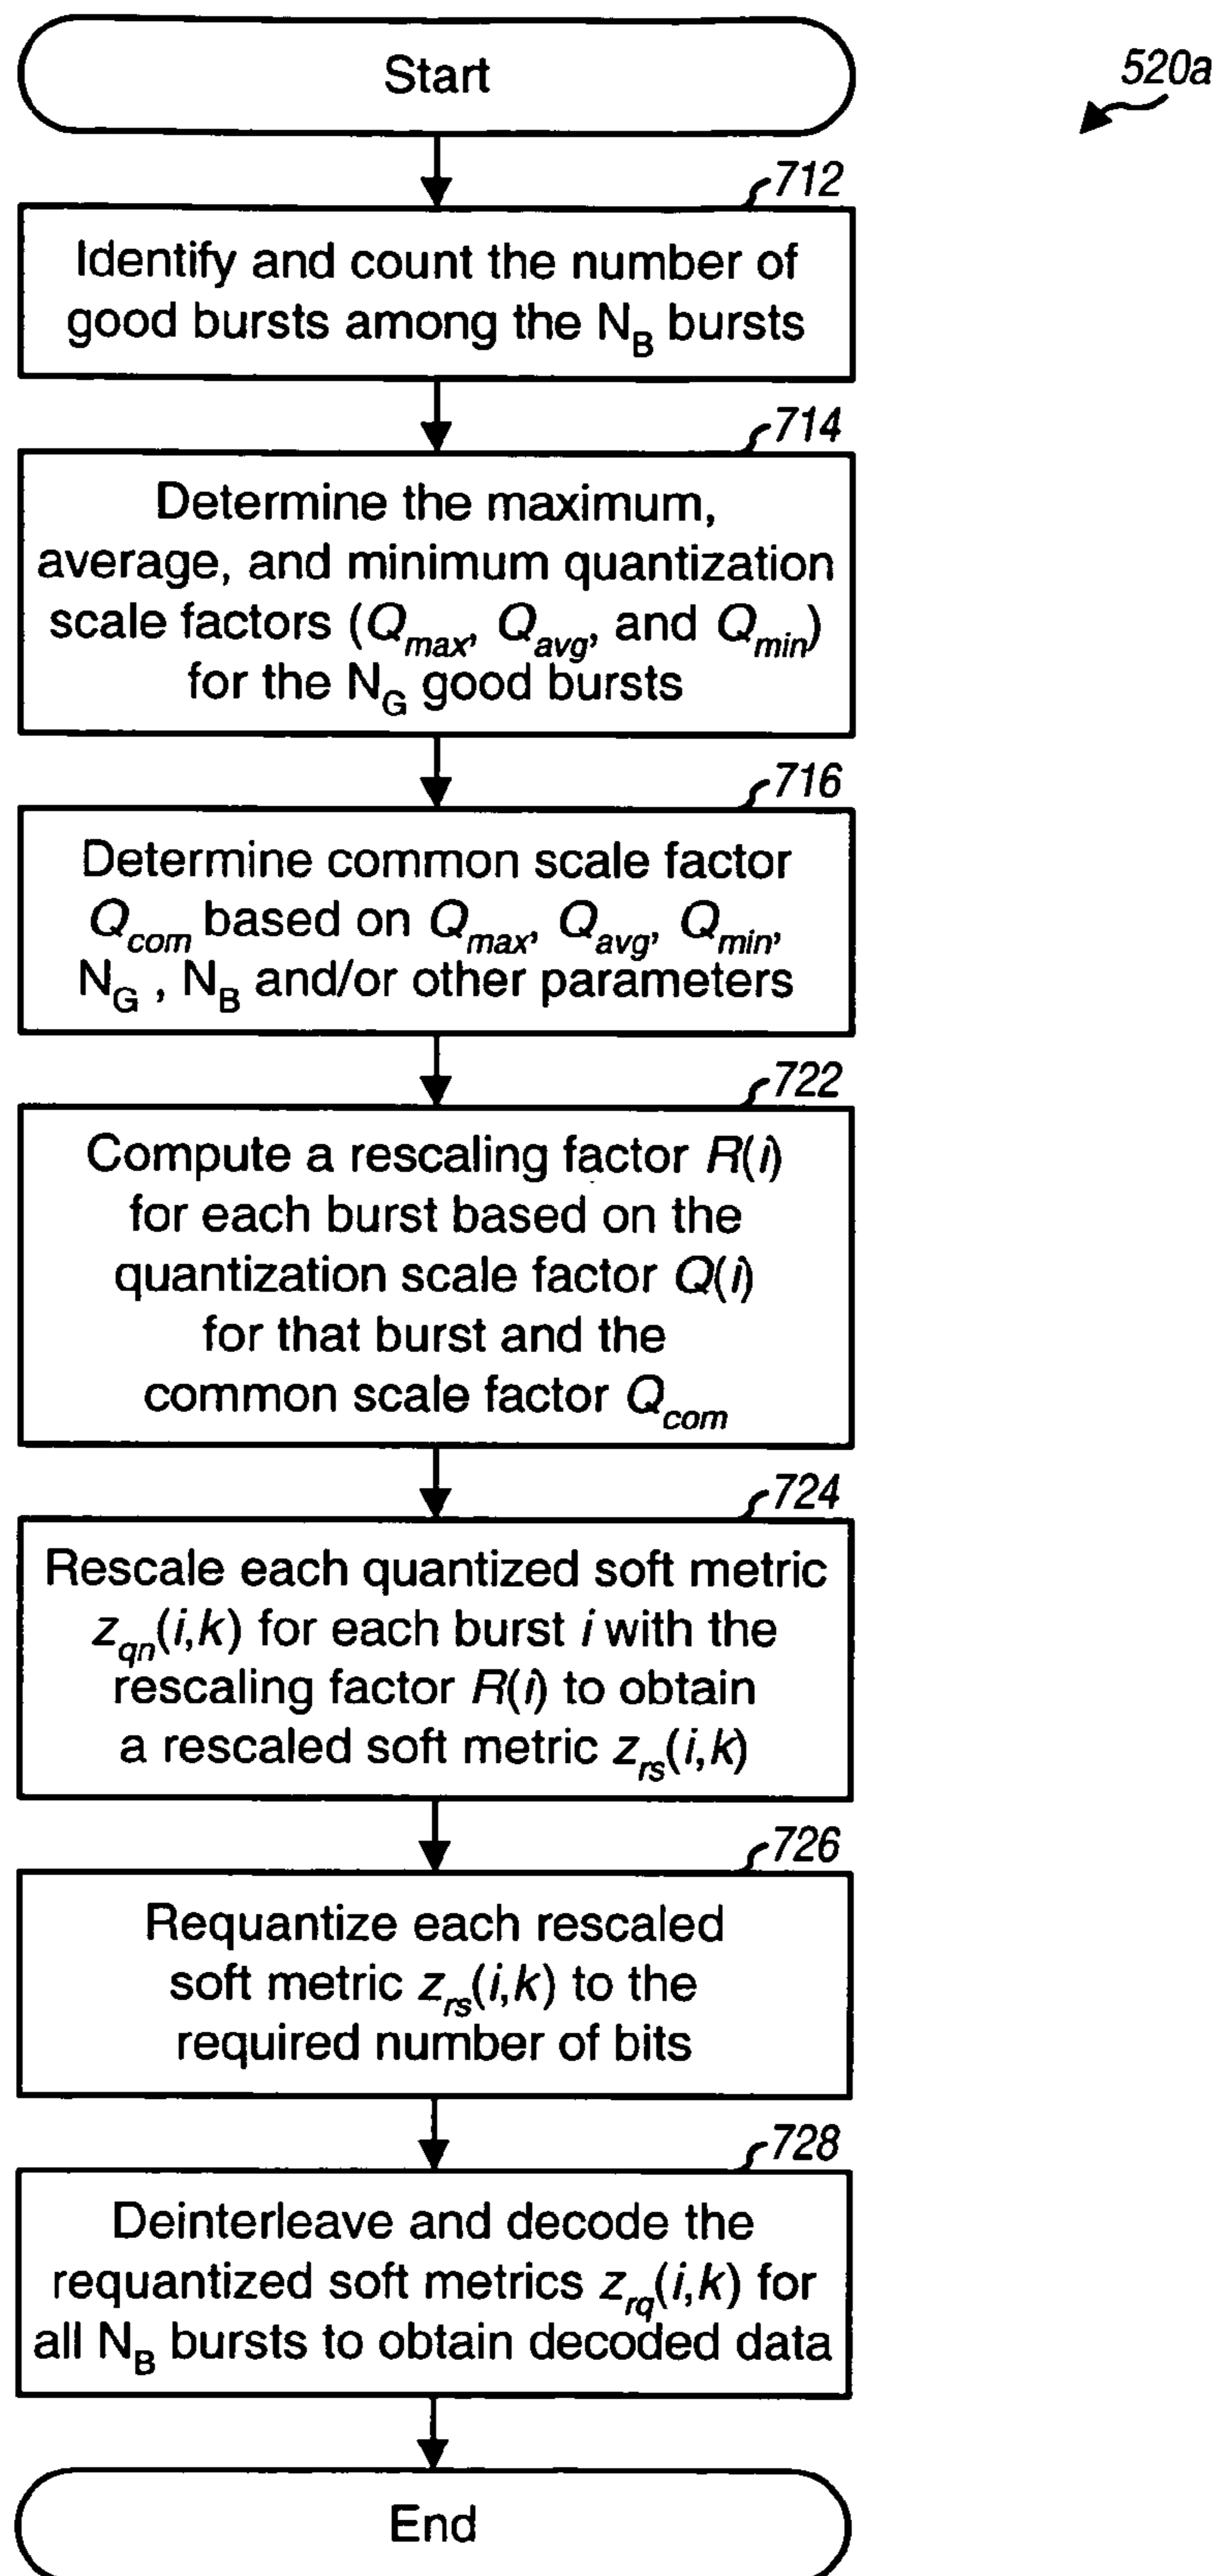 Start
520a
712
Identify and count the number of
good bursts among the N_B bursts
714
Determine the maximum,
average, and minimum quantization
scale factors (Q_max, Q_avg, and Q_min)
for the N_G good bursts
716
Determine common scale factor
Q_com based on Q_max, Q_avg, Q_min,
N_G , N_B and/or other parameters
722
Compute a rescaling factor R(i)
for each burst based on the
quantization scale factor Q(i)
for that burst and the
common scale factor Q_com
724
Rescale each quantized soft metric
z_qn(i,k) for each burst i with the
rescaling factor R(i) to obtain
a rescaled soft metric z_rs(i,k)
726
Requantize each rescaled
soft metric z_rs(i,k) to the
required number of bits
728
Deinterleave and decode the
requantized soft metrics z_rq(i,k) for
all N_B bursts to obtain decoded data
End